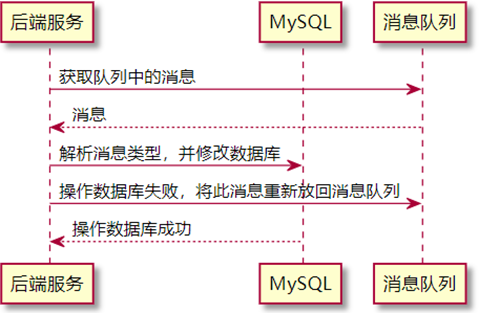 后端服务 MySQL 消息队列
获取队列中的消息
消息
解析消息类型，并修改数据库
操作数据库失败，将此消息重新放回消息队列
操作数据库成功
后端服务 MySQL 消息队列